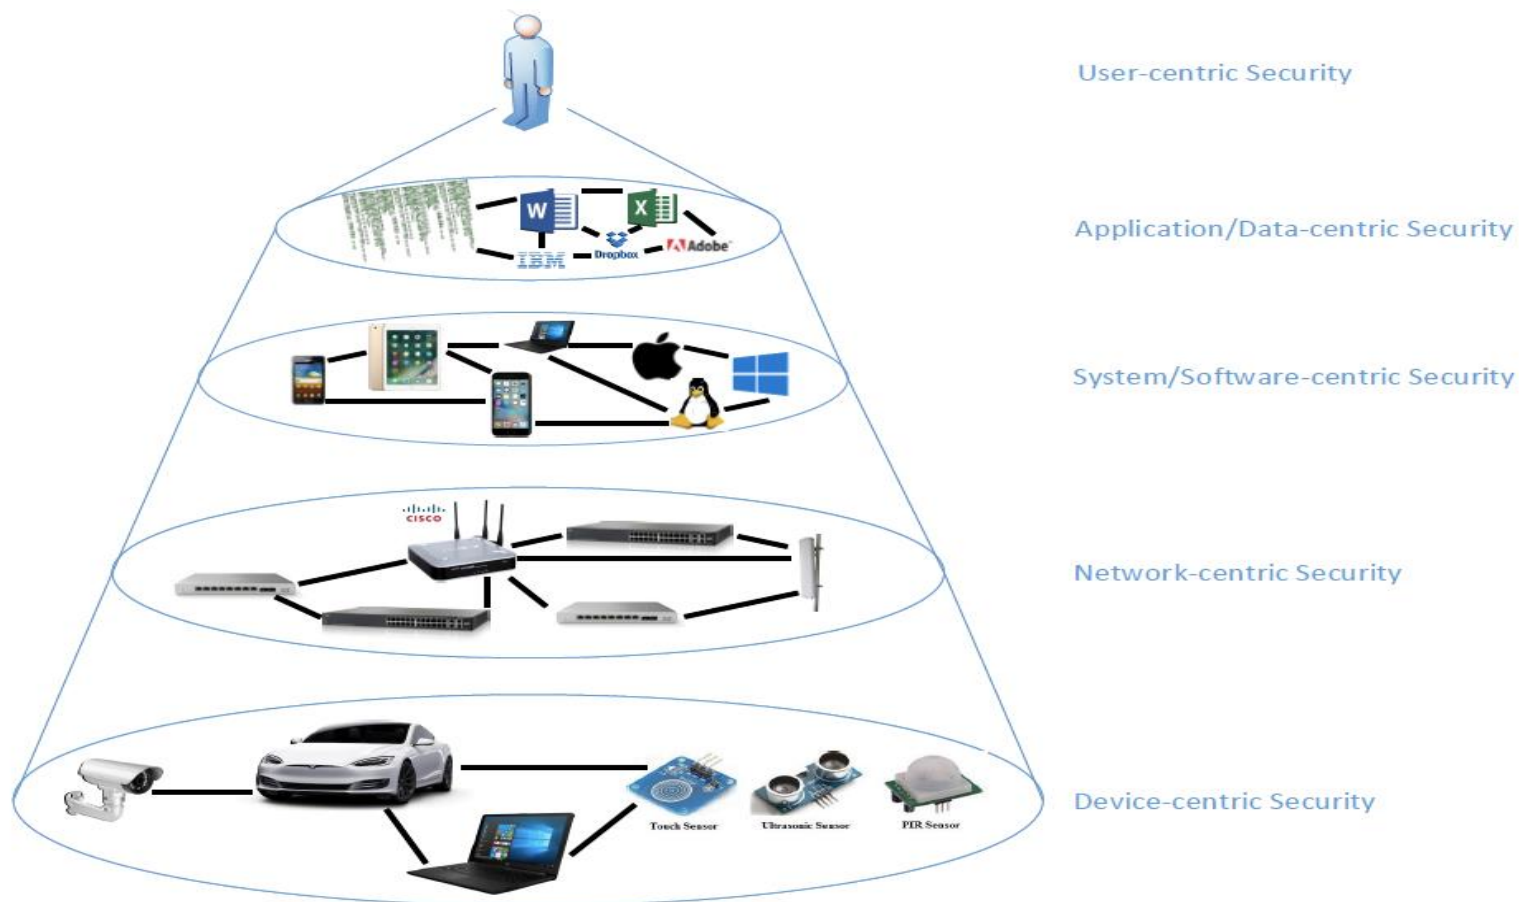 User-centric Security
W
X
Application/Data-centric Security
Adobe
Dropbox
IBM
System/Software-centric Security
CISCO
Network-centric Security
Device-centric Security
Touch Sensor
Ultrasonic Sensor
PIR Sensor